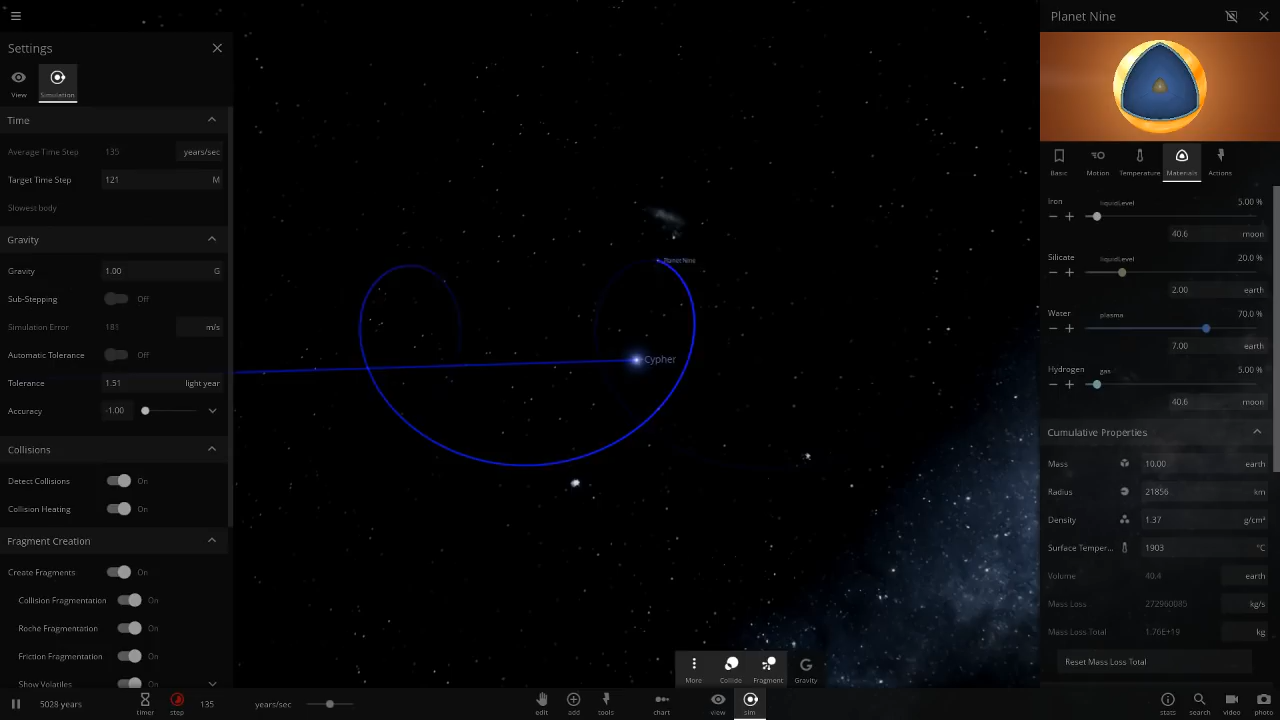 Settings
View
Simulation
Time
Average Time Step 135 years/sec
Target Time Step 121 M
Slowest body
Gravity
Gravity 1.00 G
Sub-Stepping Off
Simulation Error 181 m/s
Automatic Tolerance Off
Tolerance 1.51 light year
Accuracy -1.00
Collisions
Detect Collisions On
Collision Heating On
Fragment Creation
Create Fragments On
Collision Fragmentation On
Roche Fragmentation On
Friction Fragmentation On
Show Volatiles On
Planet Nine
Cypher
Planet Nine
Basic
Motion
Temperature
Materials
Actions
Iron liquidLevel 5.00 %
40.6 moon
Silicate liquidLevel 20.0 %
2.00 earth
Water plasma 70.0 %
7.00 earth
Hydrogen gas 5.00 %
40.6 moon
Cumulative Properties
Mass 10.00 earth
Radius 21856 km
Density 1.37 g/cm³
Surface Temper... 1903 °C
Volume 40.4 earth
Mass Loss 272960085 kg/s
Mass Loss Total 1.76E+19 kg
Reset Mass Loss Total
More
Collide
Fragment
Gravity
5028 years
timer
step
135 years/sec
edit
add
tools
chart
view
sim
stats
search
video
photo